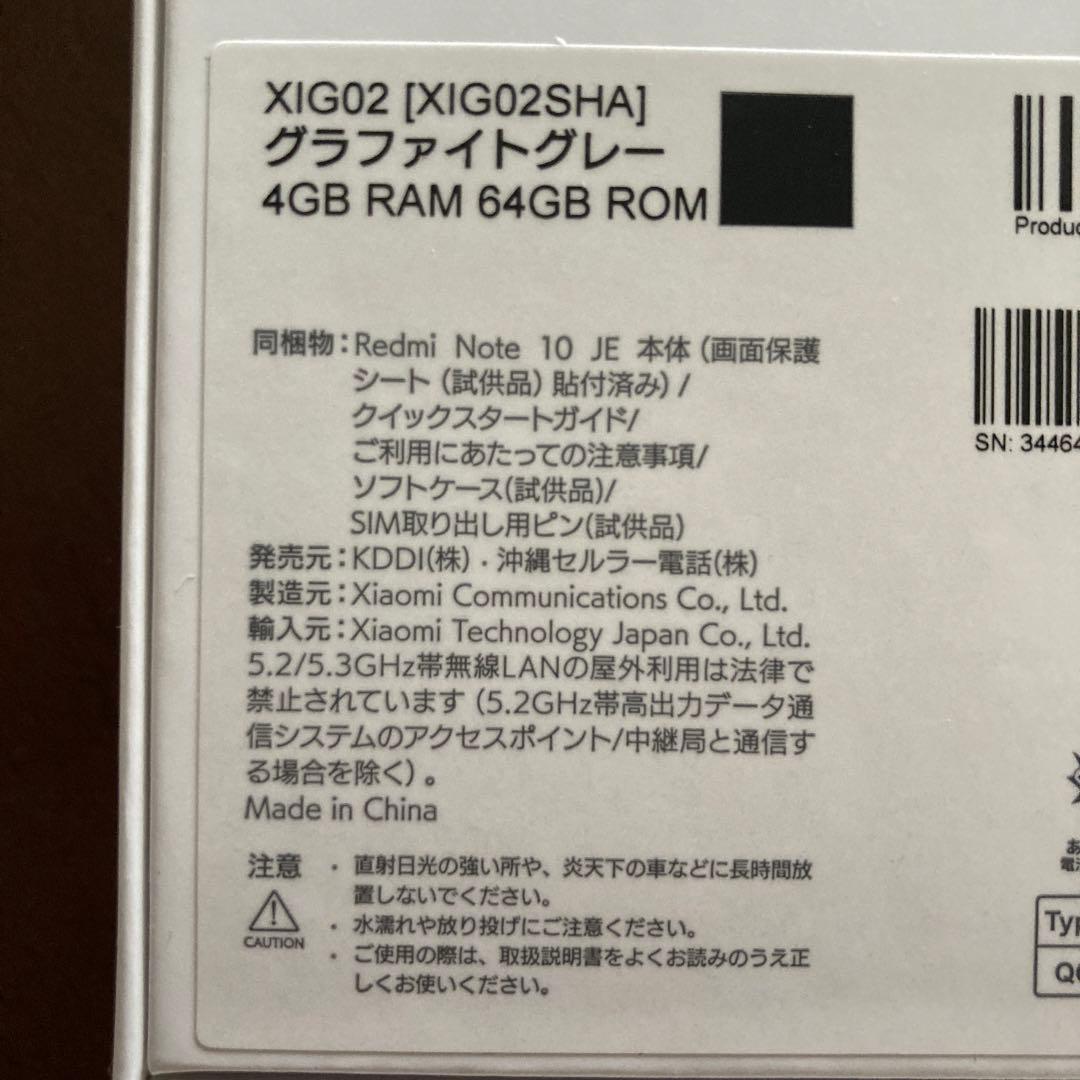 XIG02 [XIG02SHA]
グラファイトグレー
4GB RAM 64GB ROM
同梱物：Redmi Note 10 JE 本体（画面保護
シート（試供品）貼付済み）/
クイックスタートガイド/
ご利用にあたっての注意事項/
ソフトケース(試供品)/
SIM取り出し用ピン(試供品)
発売元：KDDI(株)・沖縄セルラー電話(株)
製造元：Xiaomi Communications Co., Ltd.
輸入元：Xiaomi Technology Japan Co., Ltd.
5.2/5.3GHz帯無線LANの屋外利用は法律で
禁止されています（5.2GHz帯高出力データ通
信システムのアクセスポイント/中継局と通信す
る場合を除く）。
Made in China
注意
CAUTION
・直射日光の強い所や、炎天下の車などに長時間放
置しないでください。
・水濡れや放り投げにご注意ください。
・ご使用の際は、取扱説明書をよくお読みのうえ正
しくお使いください。
Produc
SN: 34464
あ
電
Typ